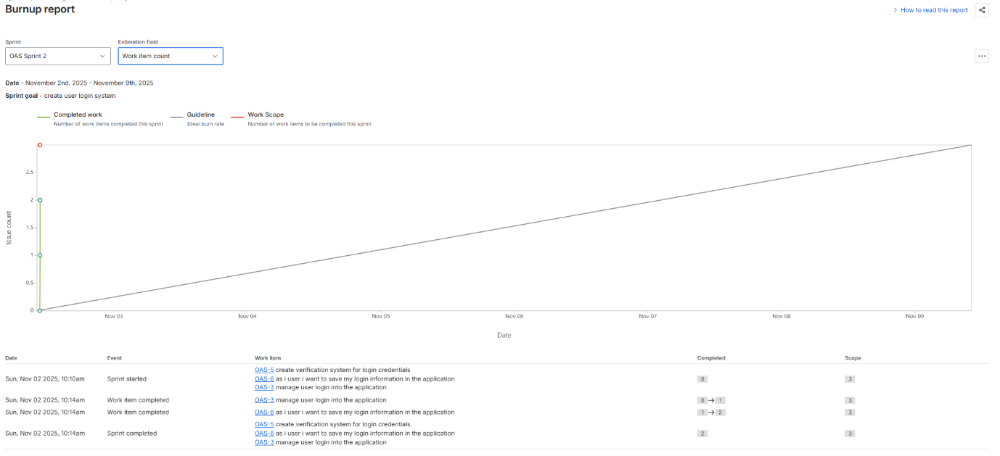 Burnup report
How to read this report
Sprint
Estimation field
OAS Sprint 2
Work item count
Date - November 2nd, 2025 - November 9th, 2025
Sprint goal - create user login system
Completed work
Number of work items completed this sprint
Guideline
Ideal burn rate
Work Scope
Number of work items to be completed this sprint
2.5
2
1.5
1
0.5
0
Issue count
Nov 03 Nov 04 Nov 05 Nov 06 Nov 07 Nov 08 Nov 09
Date
Date Event Work item Completed Scope
OAS-5 create verification system for login credentials
Sun, Nov 02 2025, 10:10am Sprint started OAS-6 as i user i want to save my login information in the application 0 3
OAS-3 manage user login into the application
Sun, Nov 02 2025, 10:14am Work item completed OAS-3 manage user login into the application 0 → 1 3
Sun, Nov 02 2025, 10:14am Work item completed OAS-6 as i user i want to save my login information in the application 1 → 2 3
OAS-5 create verification system for login credentials
Sun, Nov 02 2025, 10:14am Sprint completed OAS-6 as i user i want to save my login information in the application 2 3
OAS-3 manage user login into the application